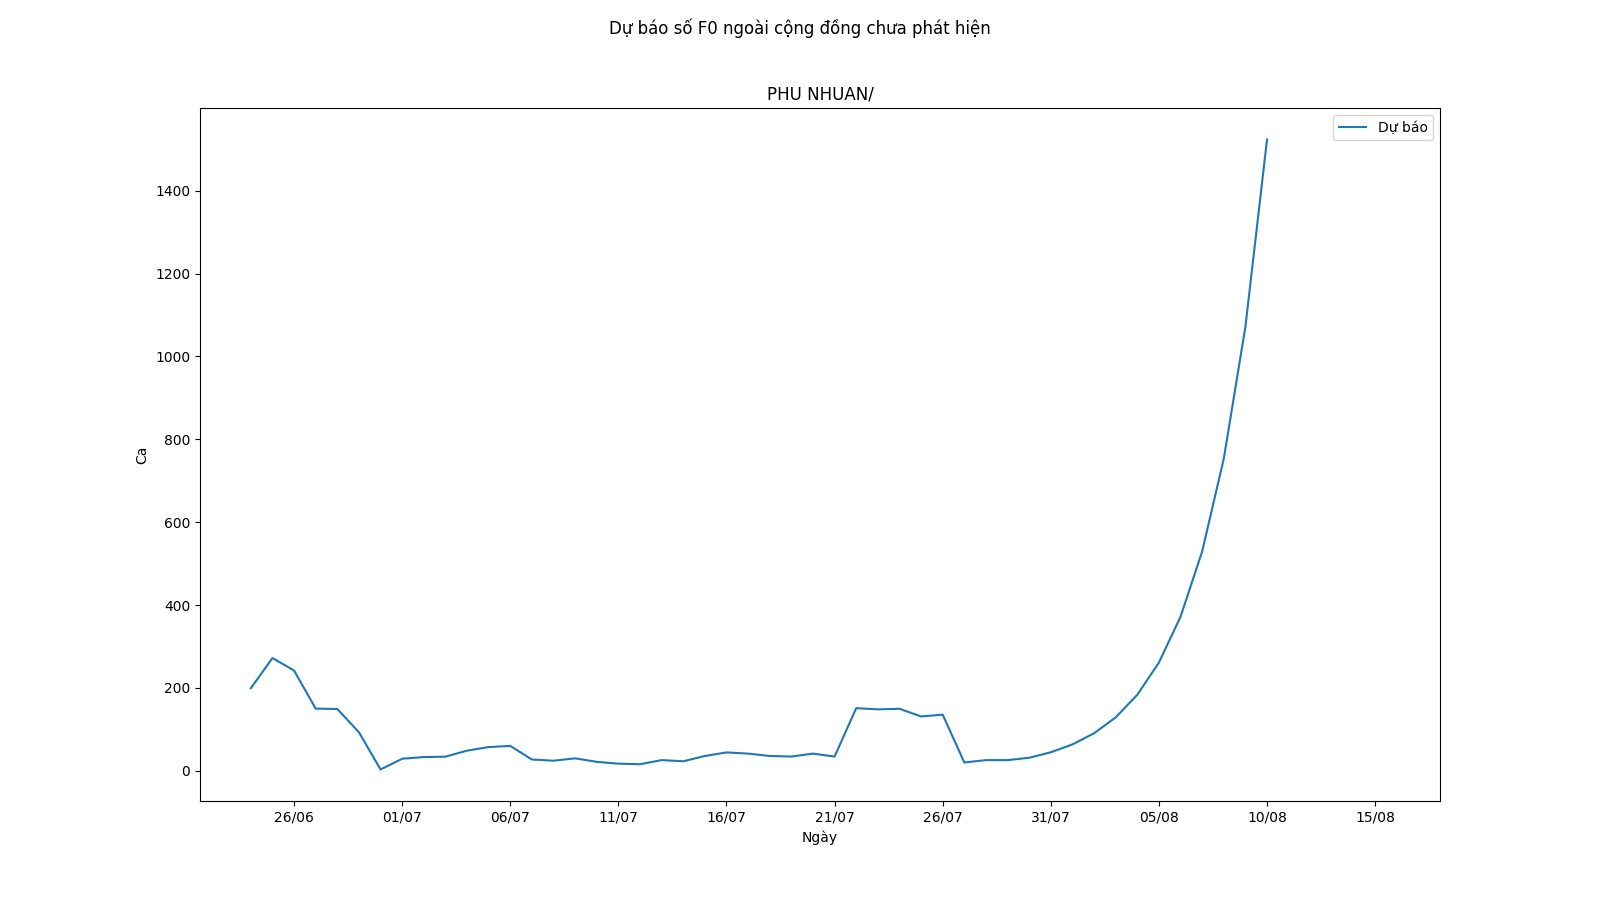 Dự báo số F0 ngoài cộng đồng chưa phát hiện
PHU NHUAN/
Dự báo
1400
1200
1000
800
600
400
200
0
Ca
26/06 01/07 06/07 11/07 16/07 21/07 26/07 31/07 05/08 10/08 15/08
Ngày